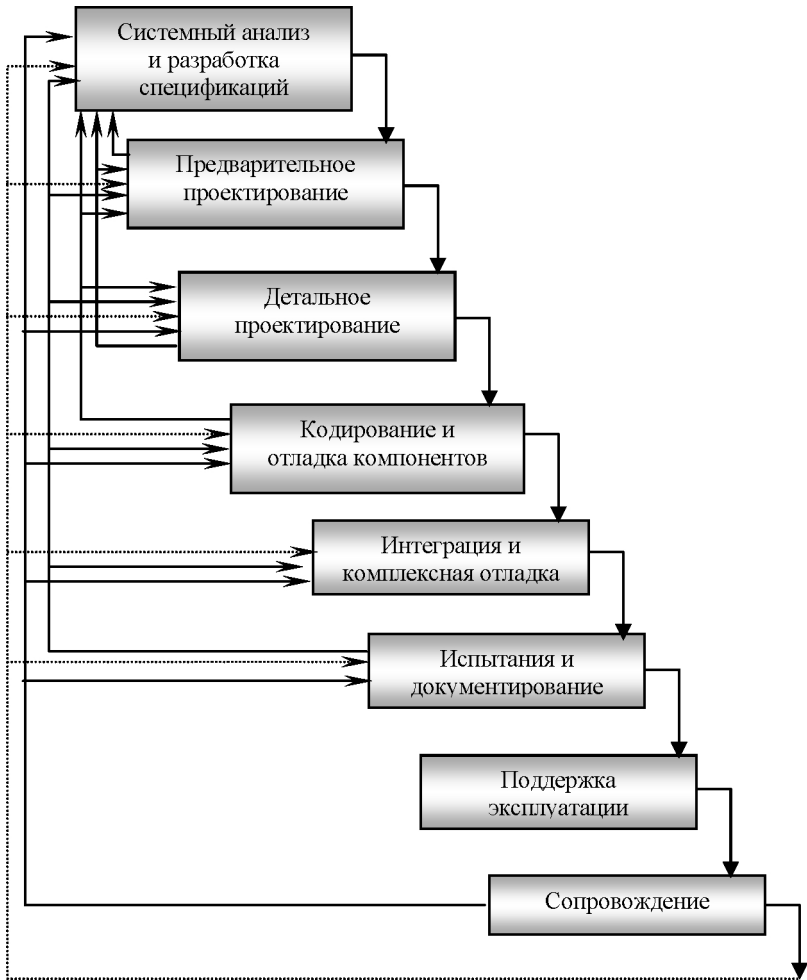 Системный анализ
и разработка
спецификаций
Предварительное
проектирование
Детальное
проектирование
Кодирование и
отладка компонентов
Интеграция и
комплексная отладка
Испытания и
документирование
Поддержка
эксплуатации
Сопровождение